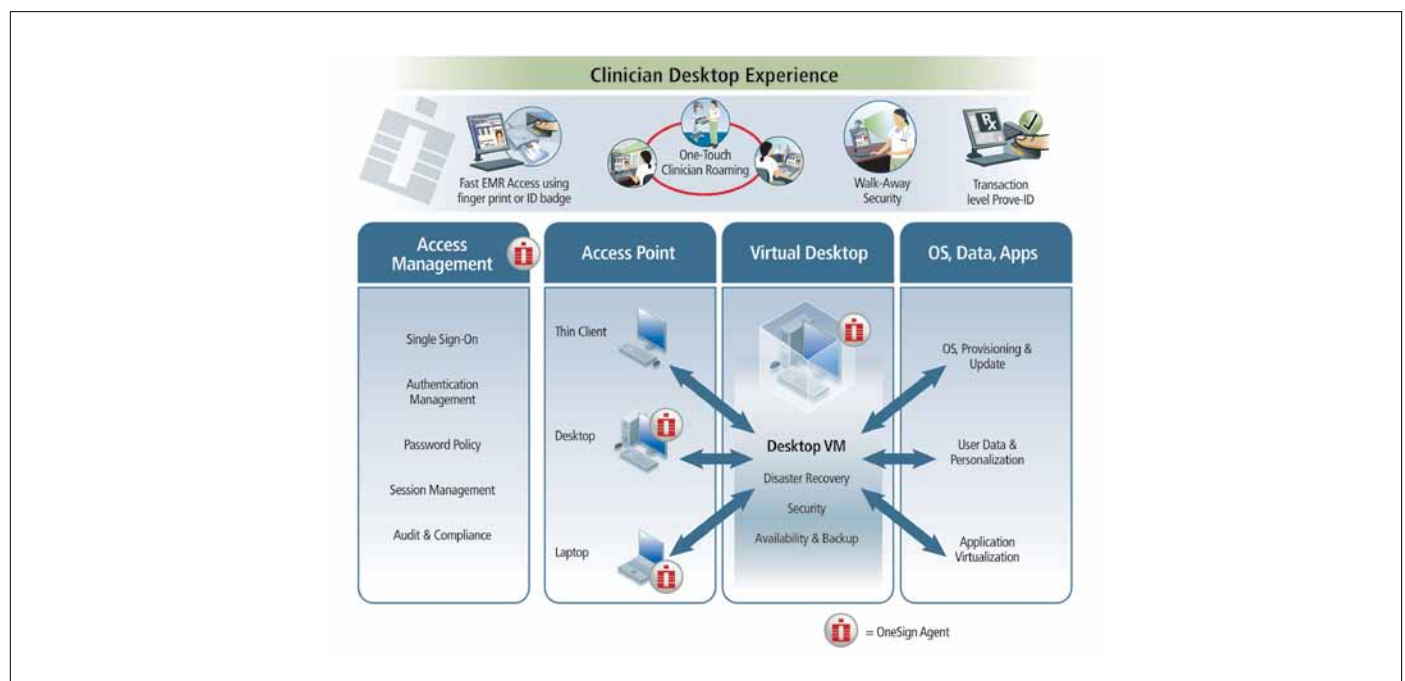 Clinician Desktop Experience
Fast EMR Access using
finger print or ID badge
One-Touch
Clinician Roaming
Walk-Away
Security
Rx
Transaction
level Prove-ID
Access
Management
Single Sign-On
Authentication
Management
Password Policy
Session Management
Audit & Compliance
Access Point
Thin Client
Desktop
Laptop
Virtual Desktop
Desktop VM
Disaster Recovery
Security
Availability & Backup
OS, Data, Apps
OS, Provisioning &
Update
User Data &
Personalization
Application
Virtualization
= OneSign Agent